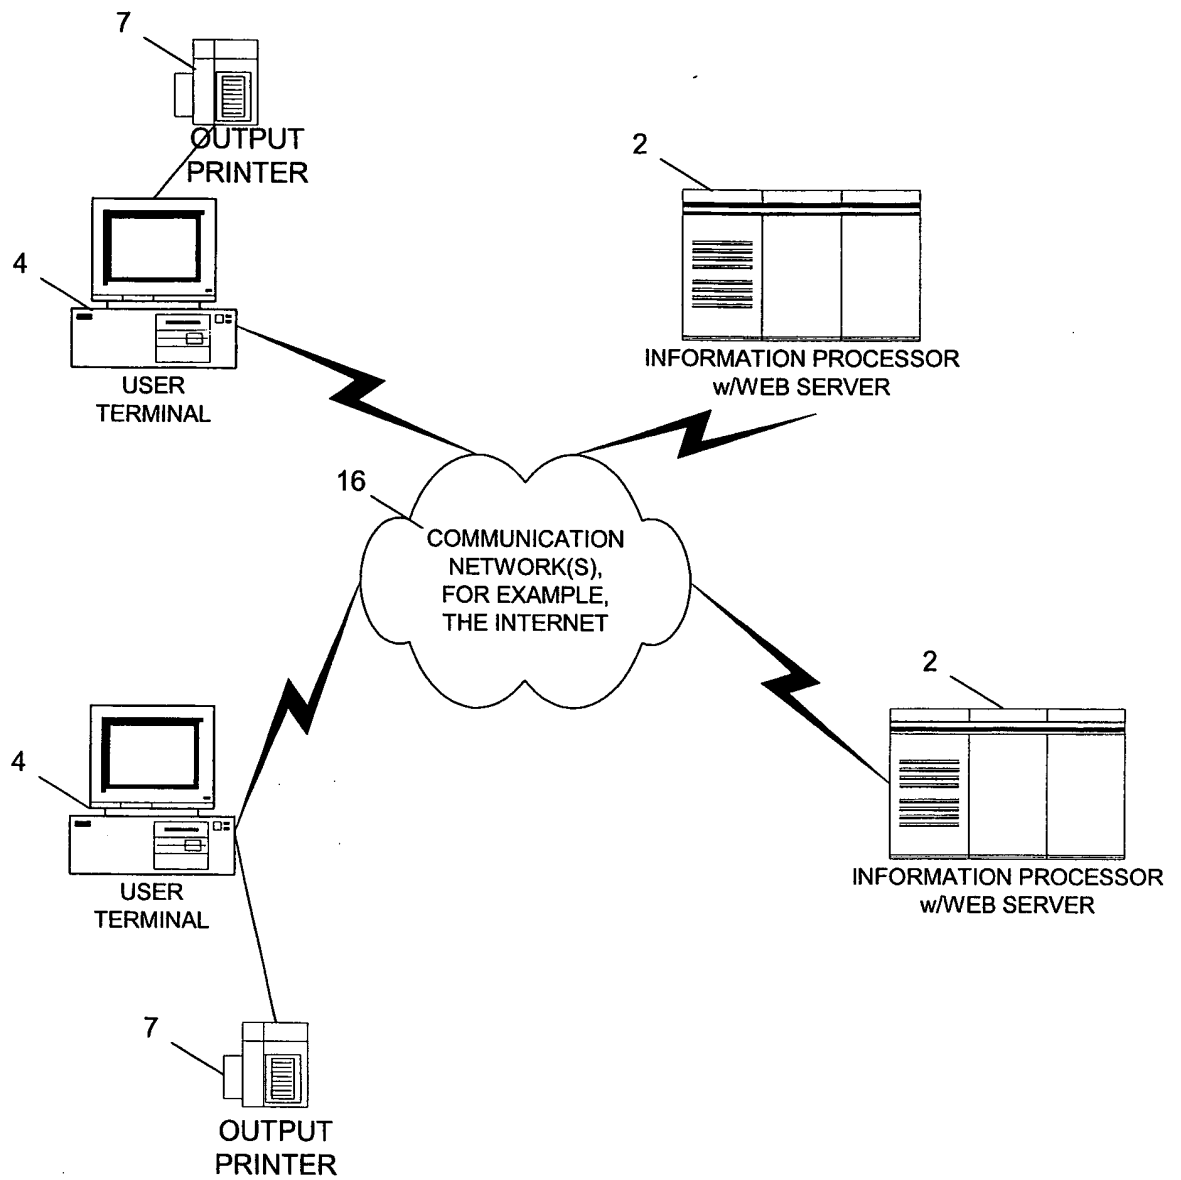 7
OUTPUT
PRINTER
2
4
USER
TERMINAL
INFORMATION PROCESSOR
w/WEB SERVER
16
COMMUNICATION
NETWORK(S),
FOR EXAMPLE,
THE INTERNET
2
4
USER
TERMINAL
INFORMATION PROCESSOR
w/WEB SERVER
7
OUTPUT
PRINTER